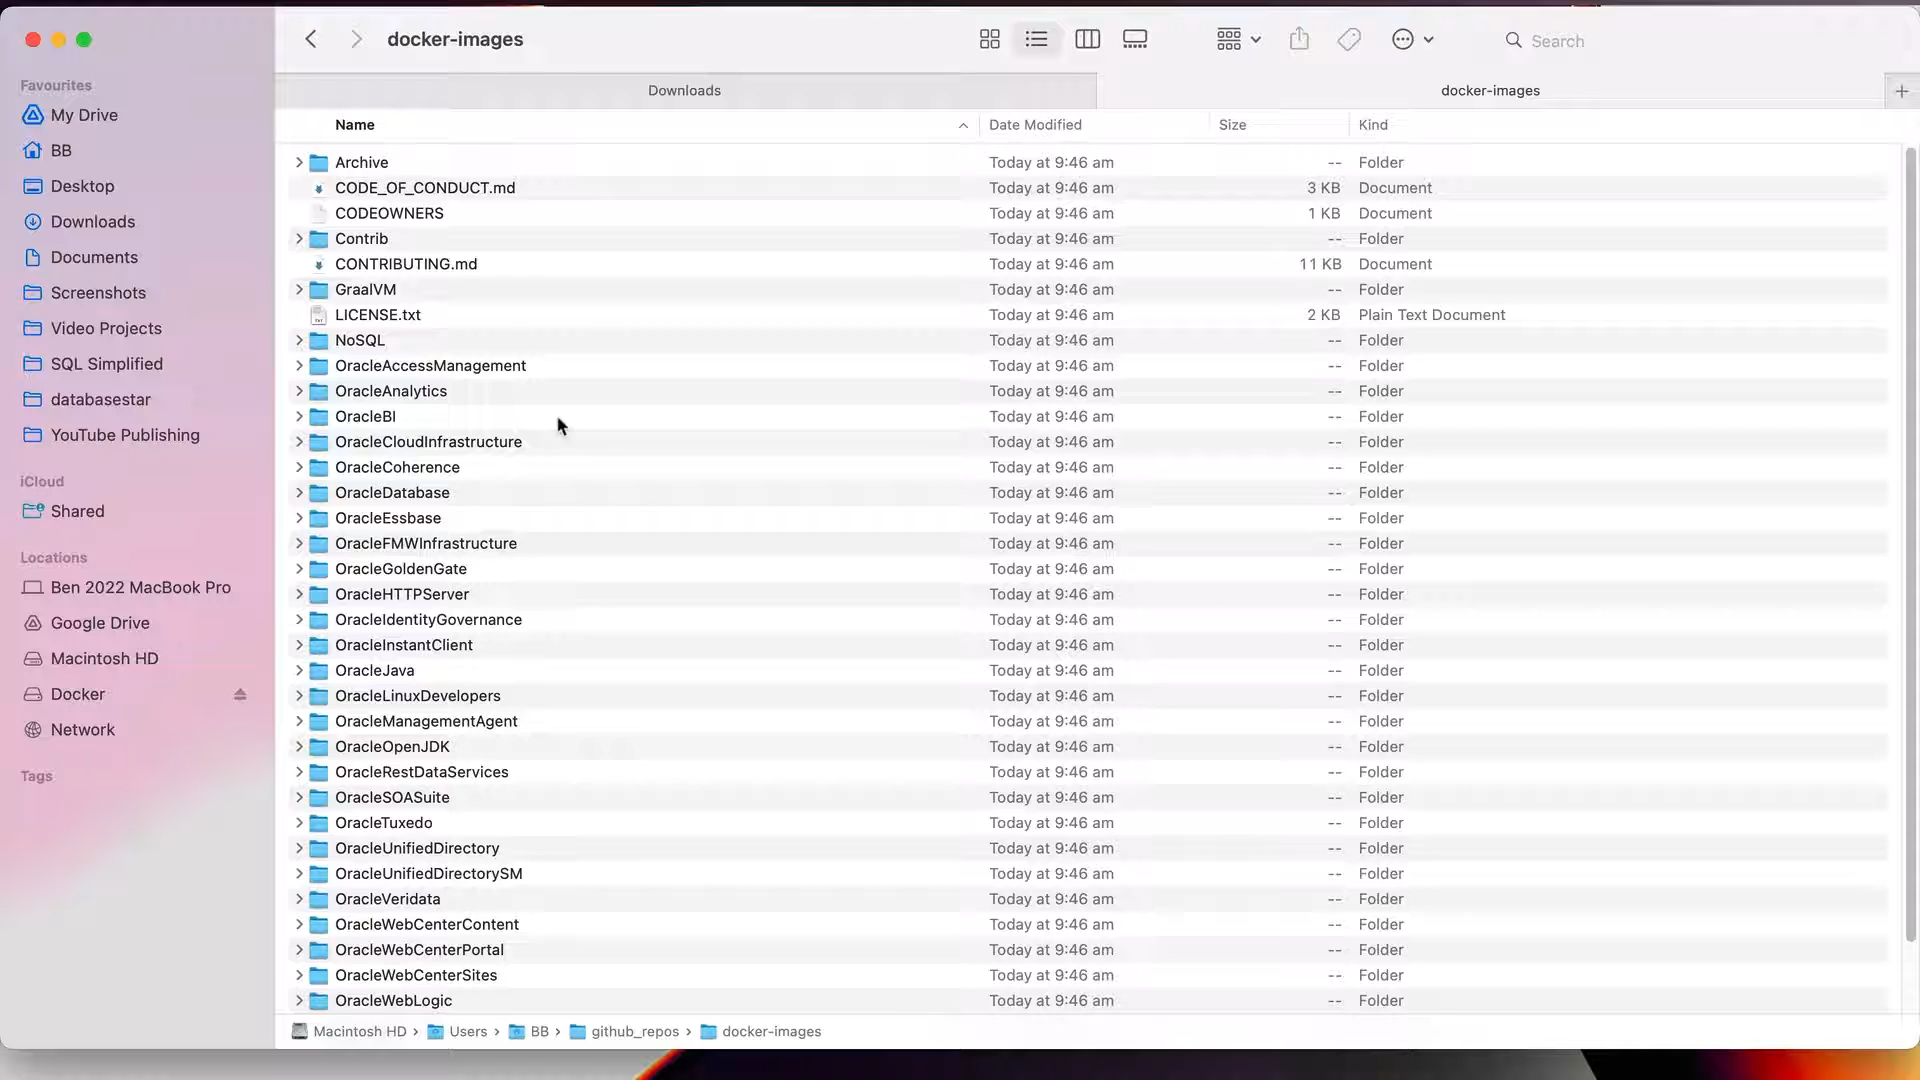 docker-images
Search
Favourites
My Drive
BB
Desktop
Downloads
Documents
Screenshots
Video Projects
SQL Simplified
databasestar
YouTube Publishing
iCloud
Shared
Locations
Ben 2022 MacBook Pro
Google Drive
Macintosh HD
Docker
Network
Tags
Downloads docker-images
Name Date Modified Size Kind
Archive Today at 9:46 am -- Folder
CODE_OF_CONDUCT.md Today at 9:46 am 3 KB Document
CODEOWNERS Today at 9:46 am 1 KB Document
Contrib Today at 9:46 am -- Folder
CONTRIBUTING.md Today at 9:46 am 11 KB Document
GraalVM Today at 9:46 am -- Folder
LICENSE.txt Today at 9:46 am 2 KB Plain Text Document
NoSQL Today at 9:46 am -- Folder
OracleAccessManagement Today at 9:46 am -- Folder
OracleAnalytics Today at 9:46 am -- Folder
OracleBI Today at 9:46 am -- Folder
OracleCloudInfrastructure Today at 9:46 am -- Folder
OracleCoherence Today at 9:46 am -- Folder
OracleDatabase Today at 9:46 am -- Folder
OracleEssbase Today at 9:46 am -- Folder
OracleFMWInfrastructure Today at 9:46 am -- Folder
OracleGoldenGate Today at 9:46 am -- Folder
OracleHTTPServer Today at 9:46 am -- Folder
OracleIdentityGovernance Today at 9:46 am -- Folder
OracleInstantClient Today at 9:46 am -- Folder
OracleJava Today at 9:46 am -- Folder
OracleLinuxDevelopers Today at 9:46 am -- Folder
OracleManagementAgent Today at 9:46 am -- Folder
OracleOpenJDK Today at 9:46 am -- Folder
OracleRestDataServices Today at 9:46 am -- Folder
OracleSOASuite Today at 9:46 am -- Folder
OracleTuxedo Today at 9:46 am -- Folder
OracleUnifiedDirectory Today at 9:46 am -- Folder
OracleUnifiedDirectorySM Today at 9:46 am -- Folder
OracleVeridata Today at 9:46 am -- Folder
OracleWebCenterContent Today at 9:46 am -- Folder
OracleWebCenterPortal Today at 9:46 am -- Folder
OracleWebCenterSites Today at 9:46 am -- Folder
OracleWebLogic Today at 9:46 am -- Folder
Macintosh HD › Users › BB › github_repos › docker-images